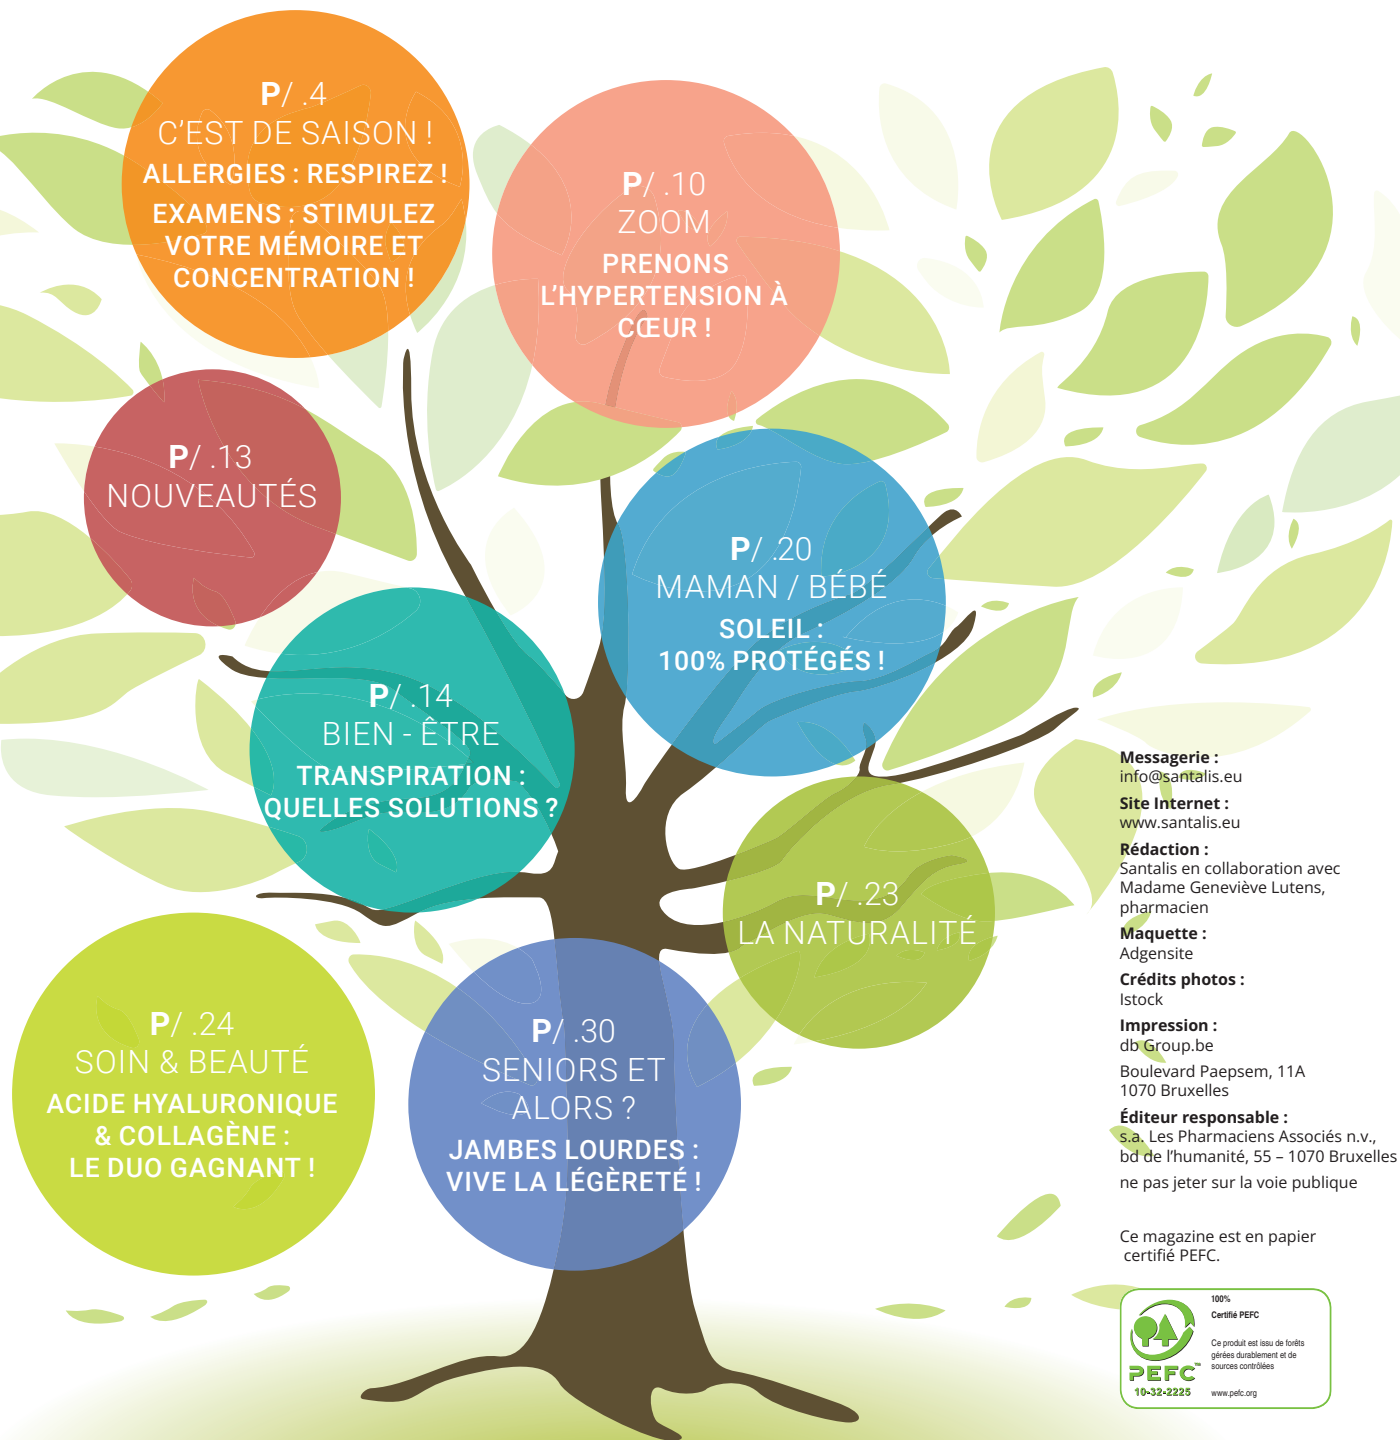 P/ .4
C'EST DE SAISON !
ALLERGIES : RESPIREZ !
EXAMENS : STIMULEZ
VOTRE MÉMOIRE ET
CONCENTRATION !
P/ .10
ZOOM
PRENONS
L'HYPERTENSION À
CŒUR !
P/ .13
NOUVEAUTÉS
P/ .20
MAMAN / BÉBÉ
SOLEIL :
100% PROTÉGÉS !
P/ .14
BIEN - ÊTRE
TRANSPIRATION :
QUELLES SOLUTIONS ?
P/ .23
LA NATURALITÉ
P/ .24
SOIN & BEAUTÉ
ACIDE HYALURONIQUE
& COLLAGÈNE :
LE DUO GAGNANT !
P/ .30
SENIORS ET
ALORS ?
JAMBES LOURDES :
VIVE LA LÉGÈRETÉ !
Messagerie :
info@santalis.eu
Site Internet :
www.santalis.eu
Rédaction :
Santalis en collaboration avec
Madame Geneviève Lutens,
pharmacien
Maquette :
Adgensite
Crédits photos :
Istock
Impression :
db Group.be
Boulevard Paepsem, 11A
1070 Bruxelles
Éditeur responsable :
s.a. Les Pharmaciens Associés n.v.,
bd de l'humanité, 55 – 1070 Bruxelles
ne pas jeter sur la voie publique
Ce magazine est en papier
certifié PEFC.
100%
Certifié PEFC
Ce produit est issu de forêts
gérées durablement et de
sources contrôlées
www.pefc.org
PEFC™
10-32-2225